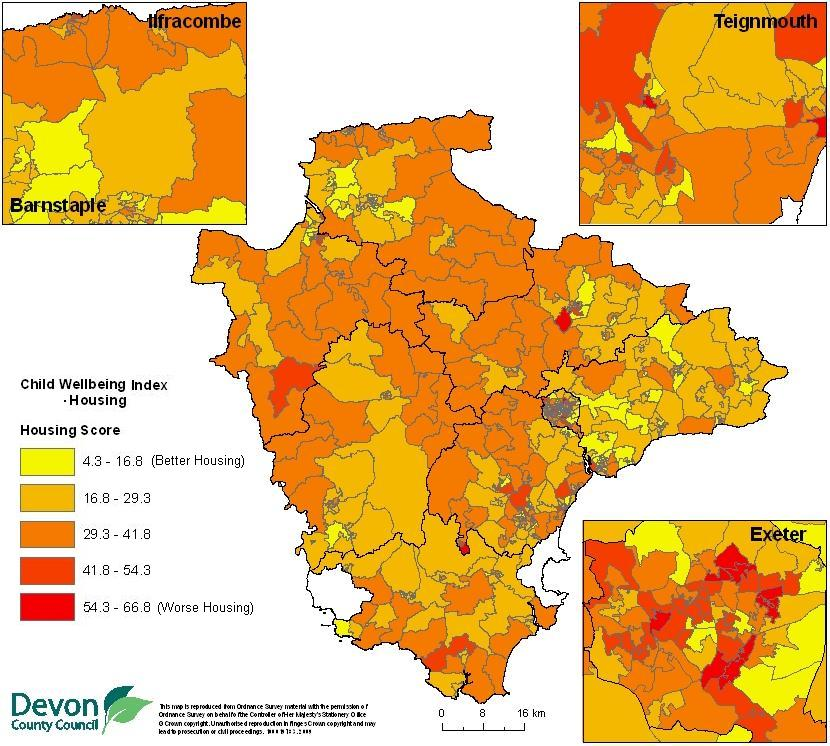 Ilfracombe
Barnstaple
Teignmouth
Child Wellbeing Index
- Housing
Housing Score
4.3 - 16.8 (Better Housing)
16.8 - 29.3
29.3 - 41.8
41.8 - 54.3
54.3 - 66.8 (Worse Housing)
Exeter
Devon
County Council
This map is reproduced from Ordnance Survey material with the permission of
Ordnance Survey on behalf of the Controller of Her Majesty's Stationery Office
© Crown copyright. Unauthorised reproduction infringes Crown copyright and may
lead to prosecution or civil proceedings.
0 8 16 km